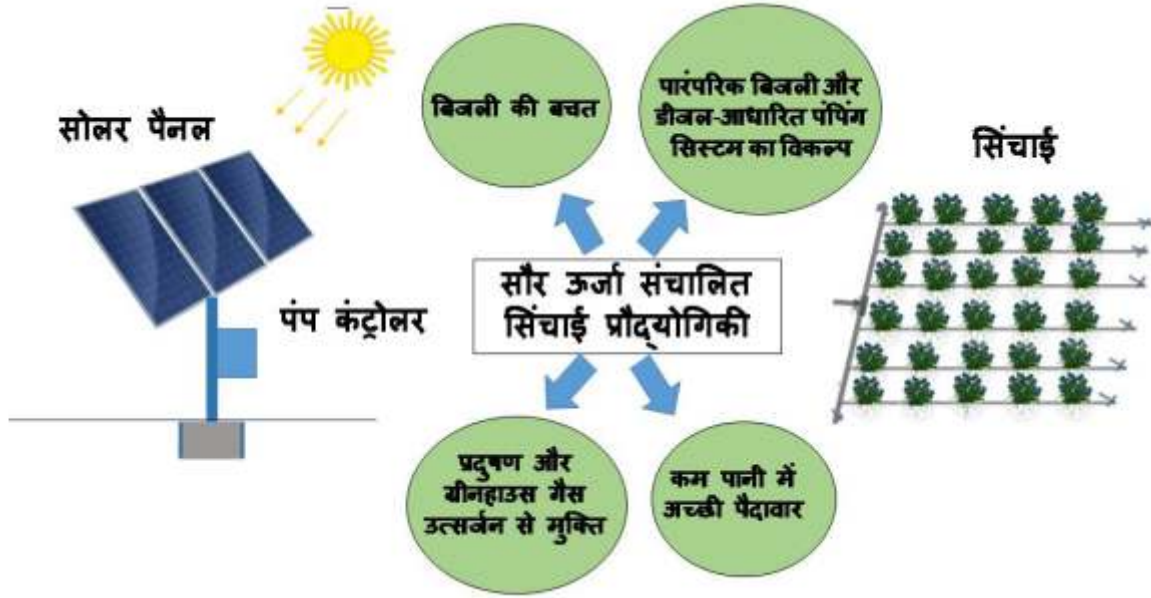 सोलर पैनल
पंप कंट्रोलर
बिजली की बचत
पारंपरिक बिजली और
डीजल-आधारित पंपिंग
सिस्टम का विकल्प
सौर ऊर्जा संचालित
सिंचाई प्रौद्योगिकी
प्रदुषण और
ग्रीनहाउस गैस
उत्सर्जन से मुक्ति
कम पानी में
अच्छी पैदावार
सिंचाई